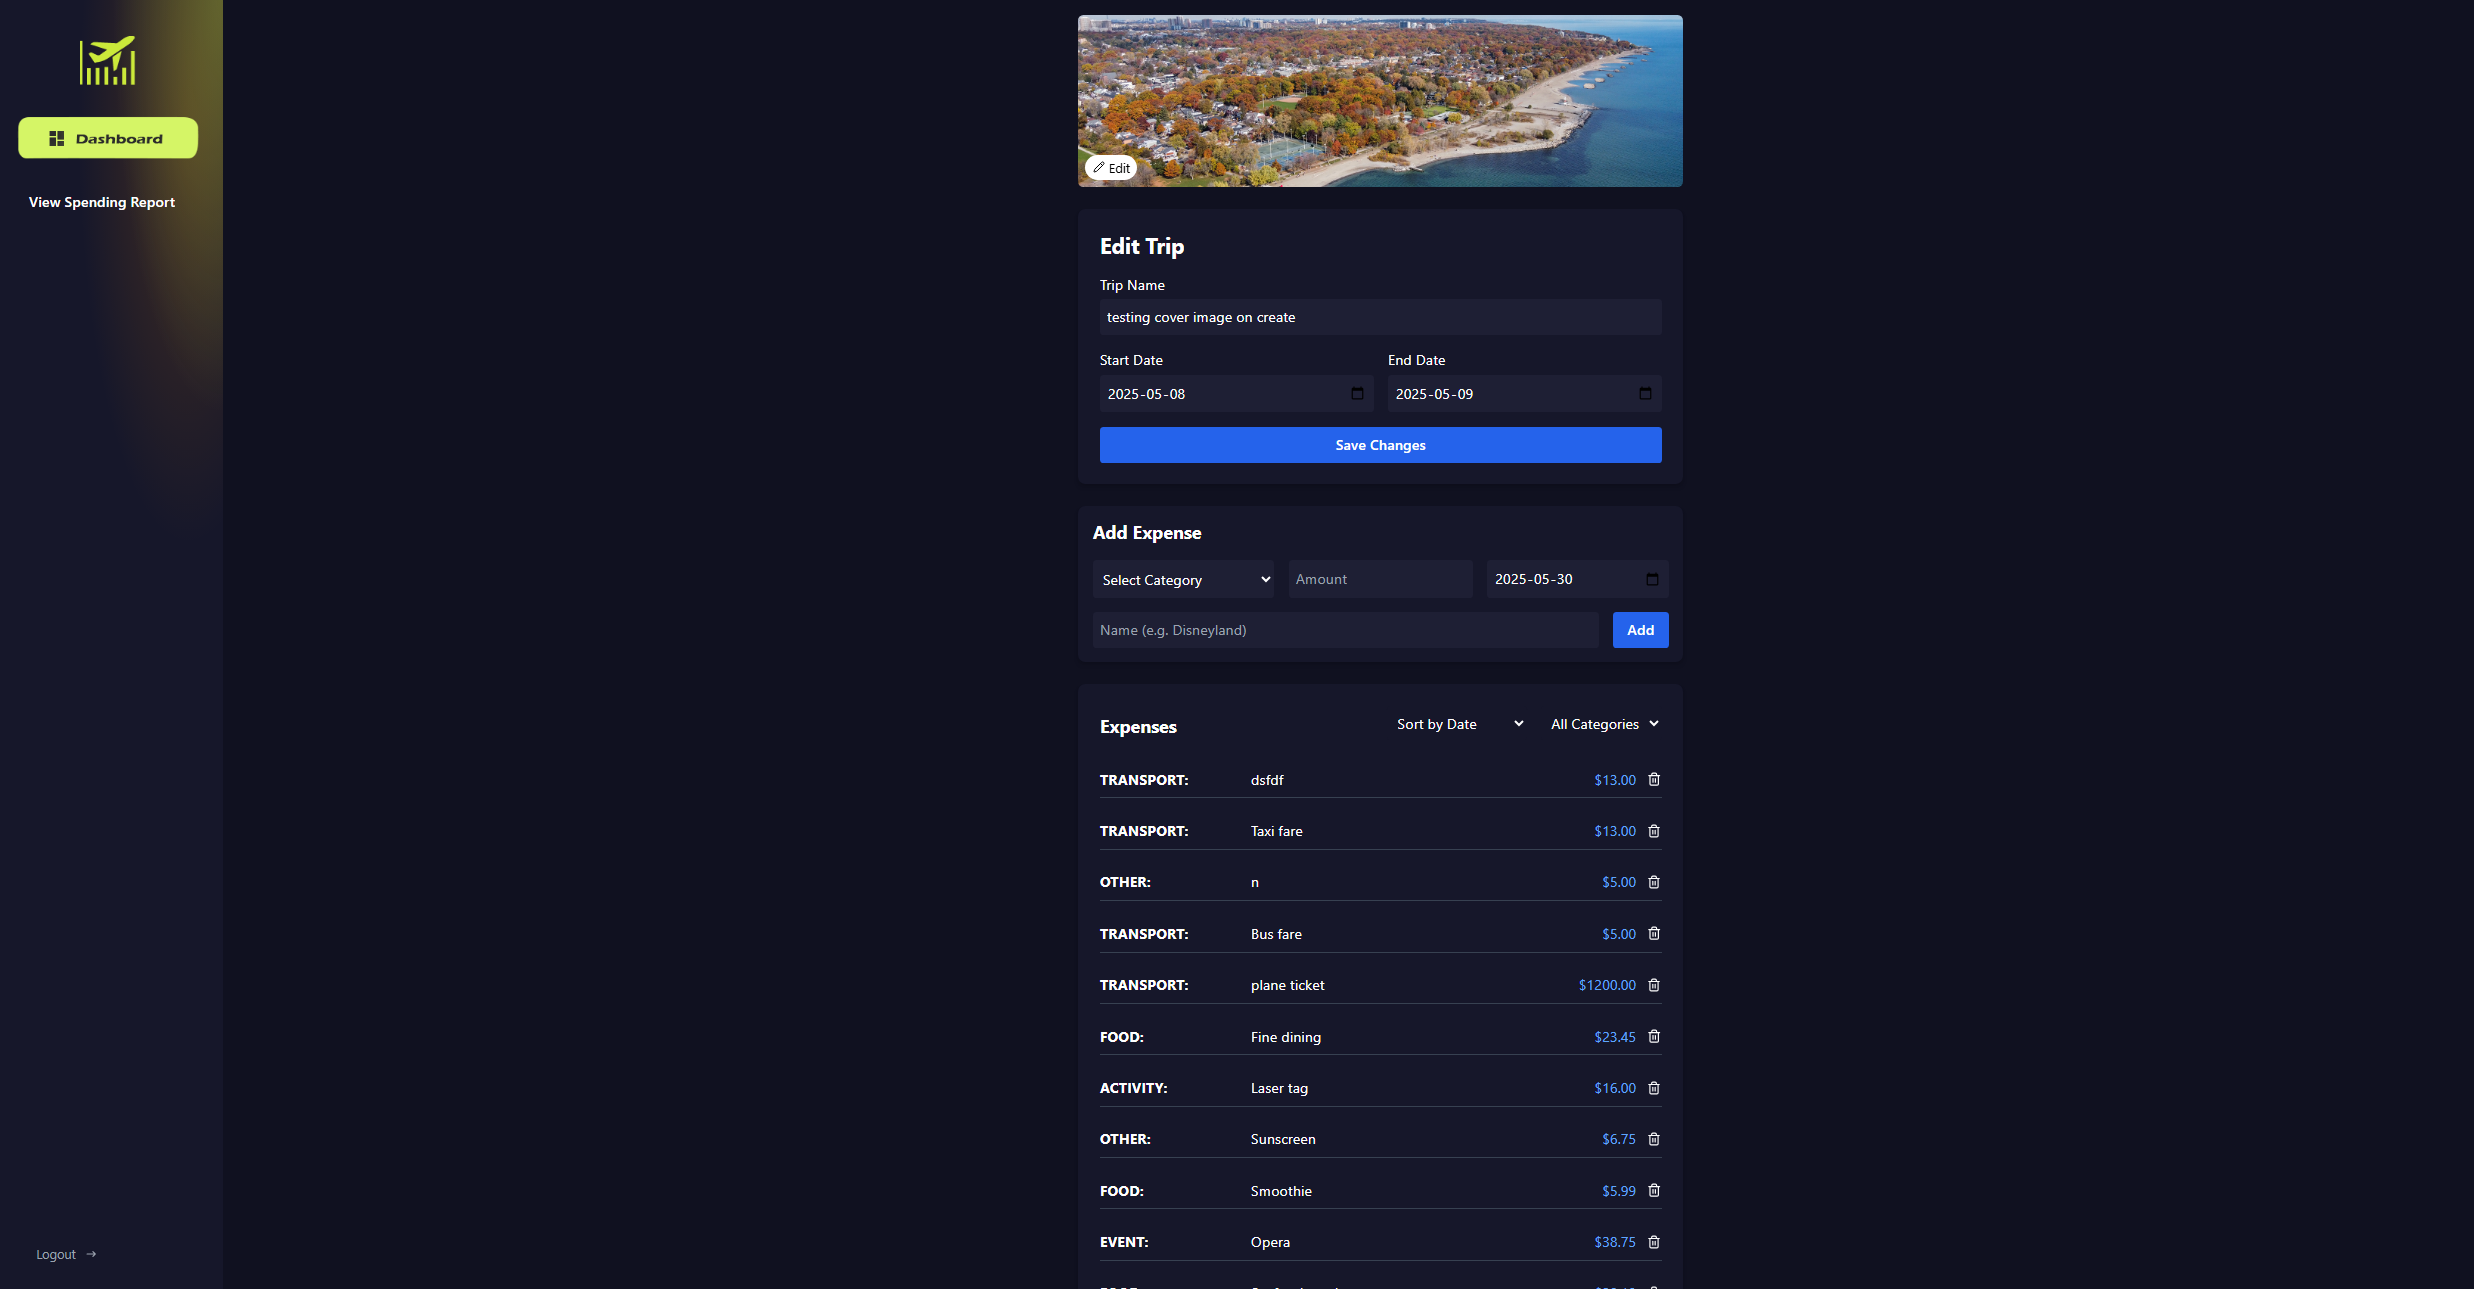 Dashboard
View Spending Report
Logout
Edit
Edit Trip
Trip Name
testing cover image on create
Start Date End Date
2025-05-08 2025-05-09
Save Changes
Add Expense
Select Category Amount 2025-05-30
Name (e.g. Disneyland) Add
Expenses Sort by Date All Categories
TRANSPORT: dsfdf $13.00
TRANSPORT: Taxi fare $13.00
OTHER: n $5.00
TRANSPORT: Bus fare $5.00
TRANSPORT: plane ticket $1200.00
FOOD: Fine dining $23.45
ACTIVITY: Laser tag $16.00
OTHER: Sunscreen $6.75
FOOD: Smoothie $5.99
EVENT: Opera $38.75